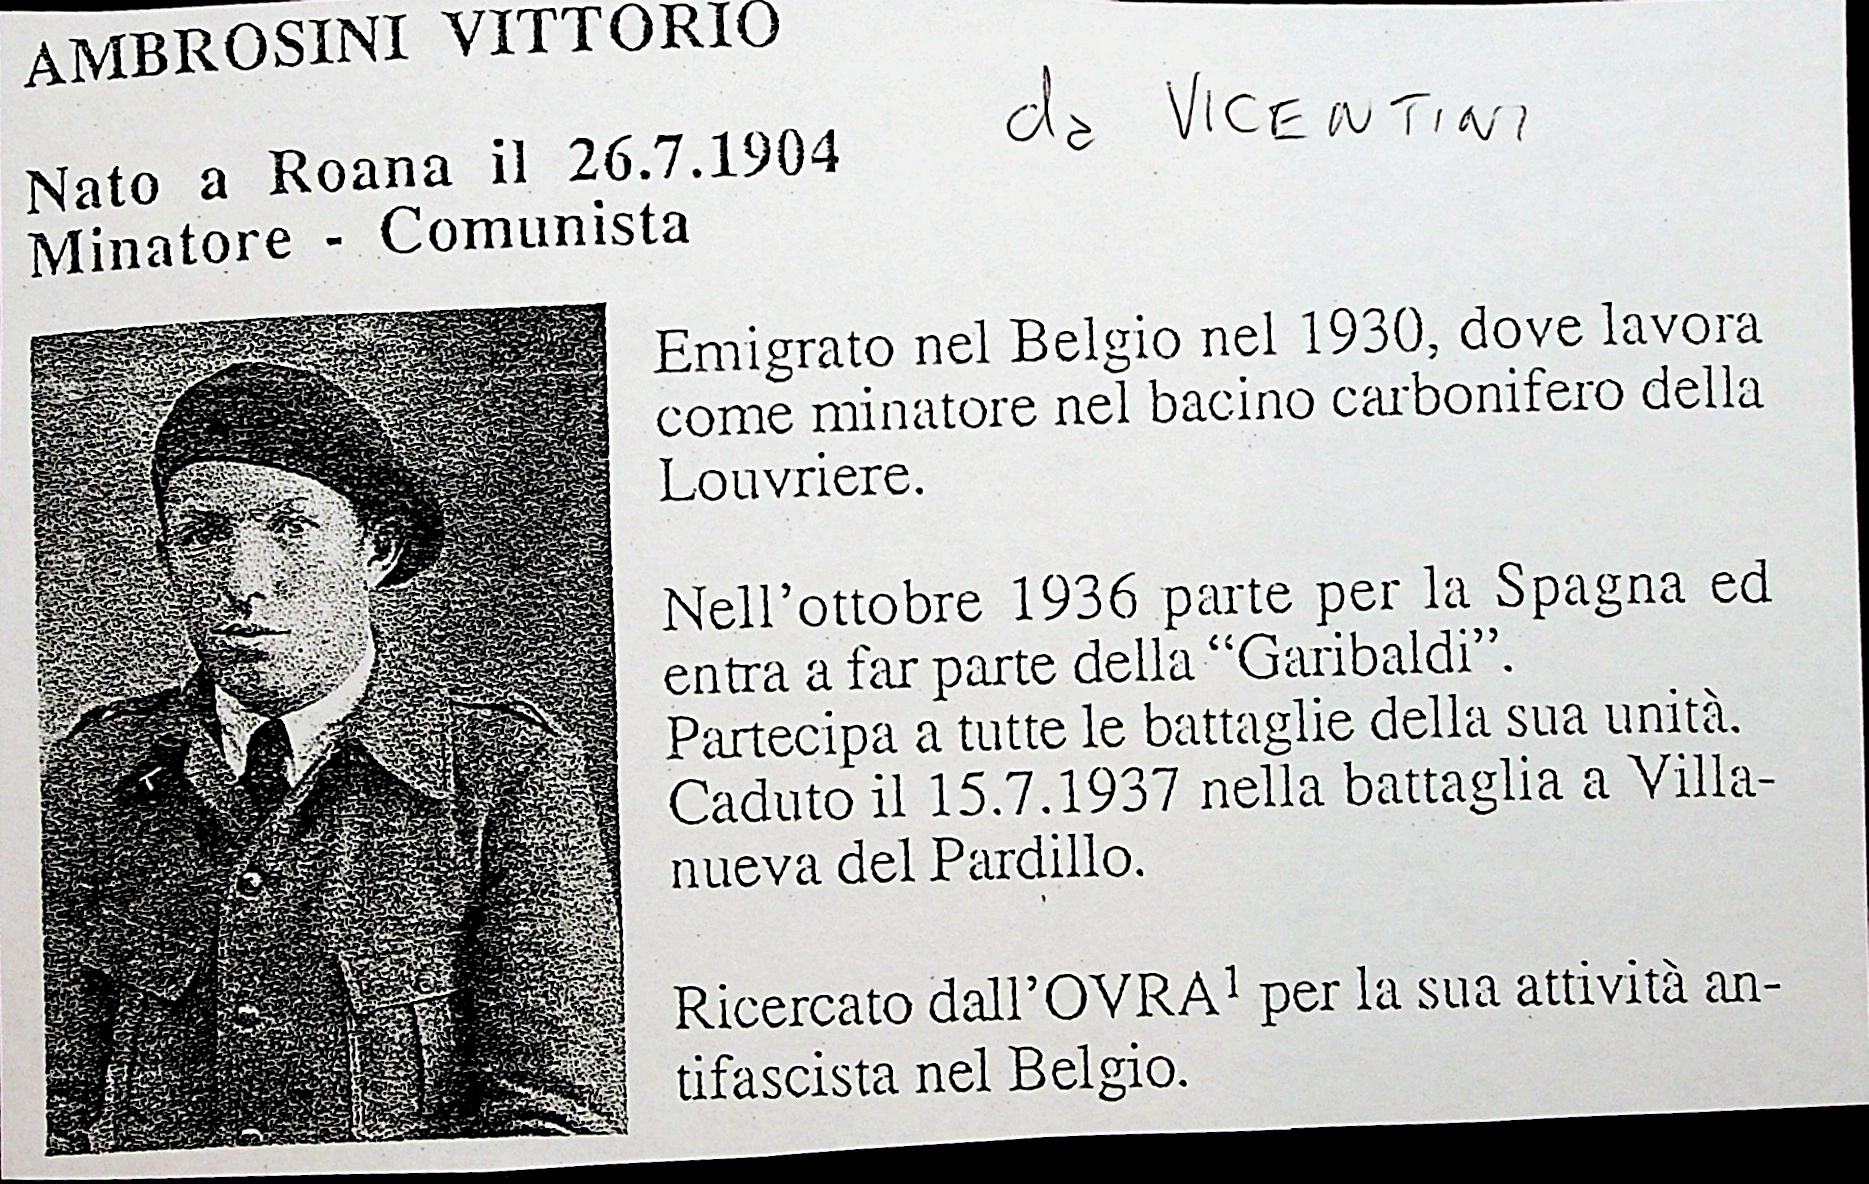 AMBROSINI VITTORIO
da VICENTINI
Nato a Roana il 26.7.1904
Minatore - Comunista
Emigrato nel Belgio nel 1930, dove lavora
come minatore nel bacino carbonifero della
Louvriere.
Nell'ottobre 1936 parte per la Spagna ed
entra a far parte della “Garibaldi”.
Partecipa a tutte le battaglie della sua unità.
Caduto il 15.7.1937 nella battaglia a Villa-
nueva del Pardillo.
Ricercato dall'OVRA¹ per la sua attività an-
tifascista nel Belgio.